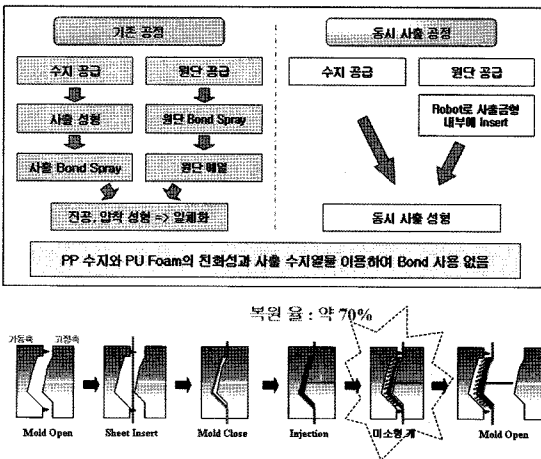 기존 공정
동시 사출 공정
수지 공급
원단 공급
수지 공급
원단 공급
사출 성형
원단 Bond Spray
Robot로 사출금형
내부에 Insert
사출 Bond Spray
원단 예열
진공, 압착 성형 => 일체화
동시 사출 성형
PP 수지와 PU Foam의 친화성과 사출 수지열을 이용하여 Bond 사용 없음
복원 율 : 약 70%
가동측
고정측
Mold Open
Sheet Insert
Mold Close
Injection
미소형 개
Mold Open